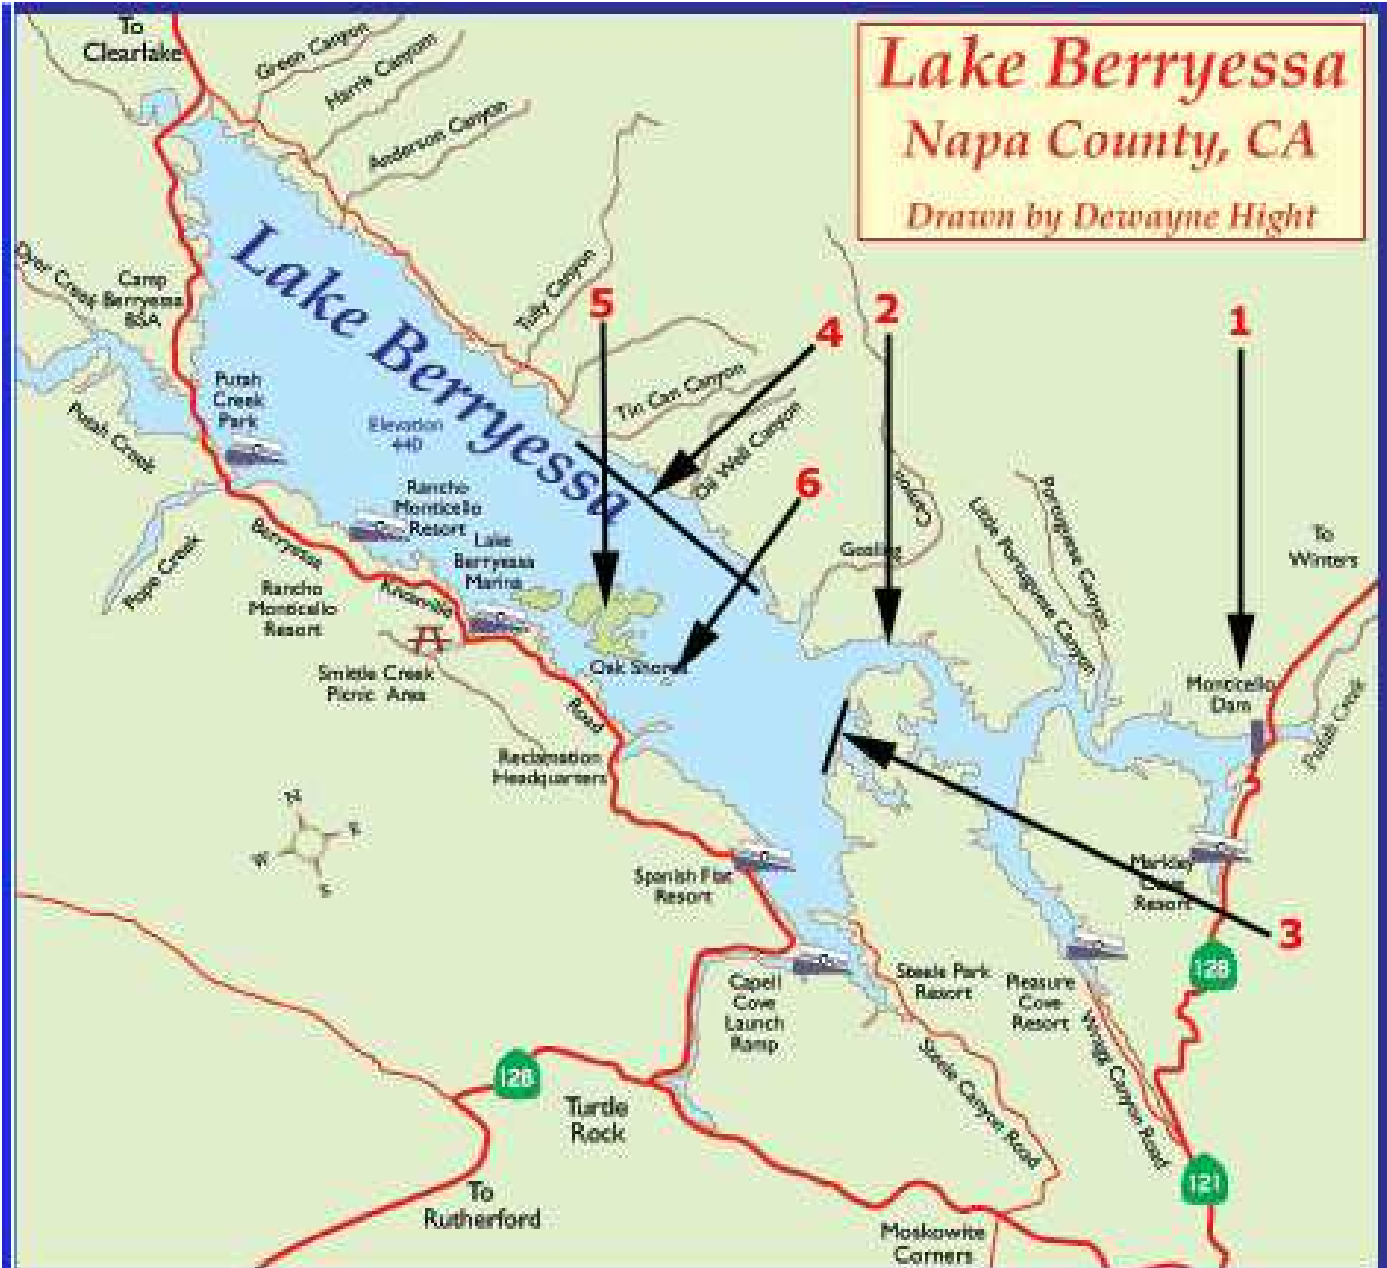 Lake Berryessa
Napa County, CA
Drawn by Dewayne Hight
To
Clearlake
Green Canyon
Harris Canyom
Anderson Canyon
Tully Canyon
Tin Can Canyon
Oil Well Canyon
Gosling
Canyon
Little Portuguese Canyon
Portugese Canyon
To
Winters
Dyer Creek
Camp
Berryessa
BSA
Putah
Creek
Park
Putah Creek
Pope Creek
Lake Berryessa
Elevation
440
Rancho
Monticello
Resort
Lake
Berryessa
Marina
Berryessa
Knoxville
Road
Rancho
Monticello
Resort
Smittle Creek
Picnic Area
Oak Shores
Reclamation
Headquarters
Monticello
Dam
Putah Creek
Spanish Flat
Resort
Markley
Cove
Resort
Capell
Cove
Launch
Ramp
Steele Park
Resort
Pleasure
Cove
Resort
Steele Canyon Road
Wragg Canyon Road
Turtle
Rock
To
Rutherford
Moskowite
Corners
128
128
121
N
E
S
W
1
2
3
4
5
6